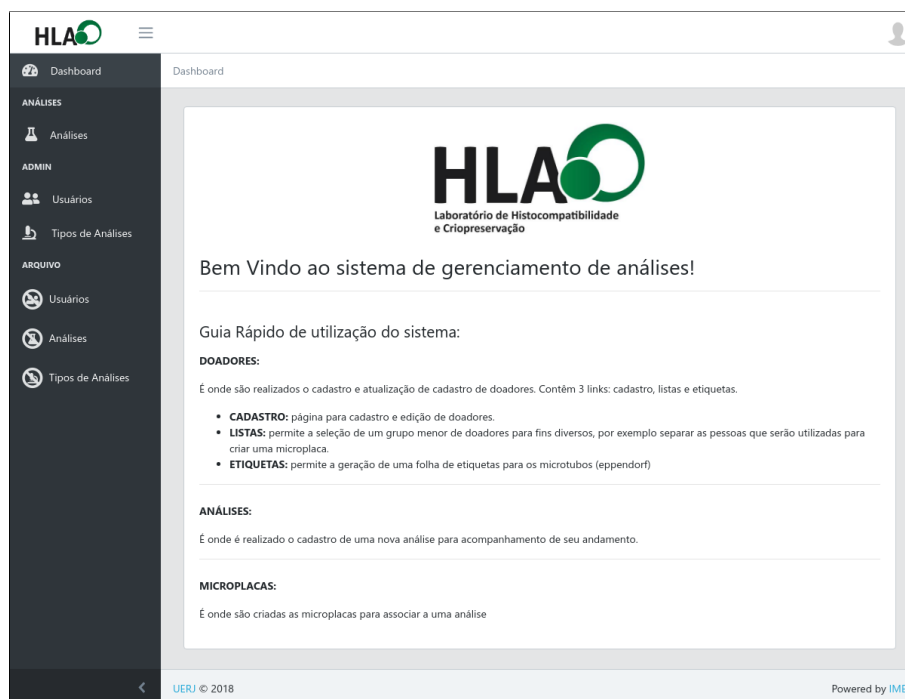 HLA
Dashboard
Dashboard
ANÁLISES
Análises
ADMIN
Usuários
Tipos de Análises
ARQUIVO
Usuários
Análises
Tipos de Análises
HLA
Laboratório de Histocompatibilidade
e Criopreservação
Bem Vindo ao sistema de gerenciamento de análises!
Guia Rápido de utilização do sistema:
DOADORES:
É onde são realizados o cadastro e atualização de cadastro de doadores. Contêm 3 links: cadastro, listas e etiquetas.
• CADASTRO: página para cadastro e edição de doadores.
• LISTAS: permite a seleção de um grupo menor de doadores para fins diversos, por exemplo separar as pessoas que serão utilizadas para
criar uma microplaca.
• ETIQUETAS: permite a geração de uma folha de etiquetas para os microtubos (eppendorf)
ANÁLISES:
É onde é realizado o cadastro de uma nova análise para acompanhamento de seu andamento.
MICROPLACAS:
É onde são criadas as microplacas para associar a uma análise
UERJ © 2018
Powered by IME